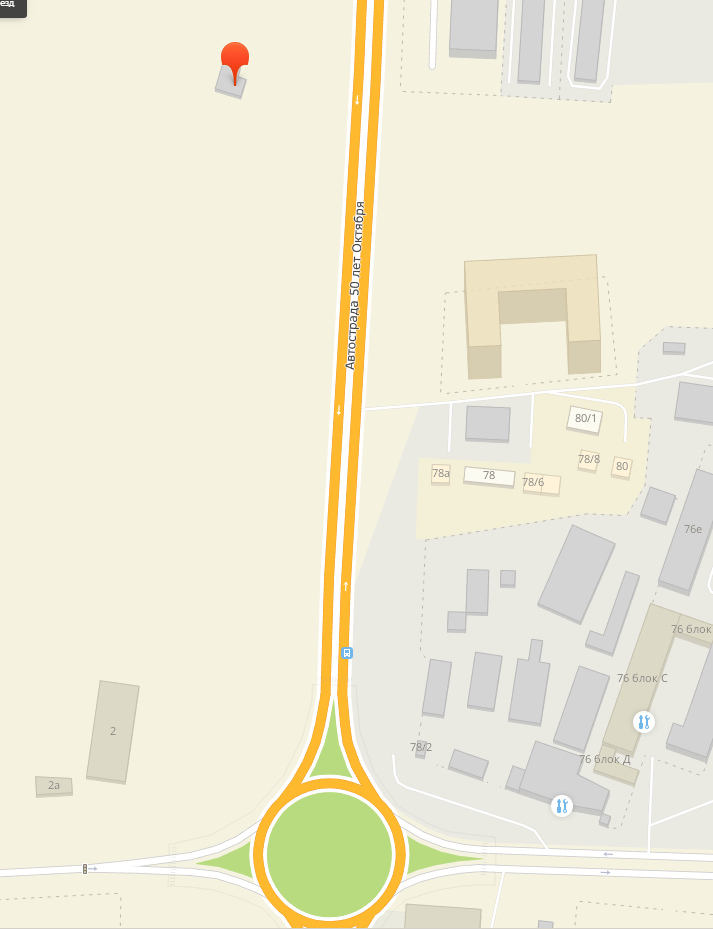 езд
Автострада 50 лет Октября
80/1
78а
78
78/6
78/8
80
76е
76 блок
76 блок С
2
2а
78/2
76 блок Д